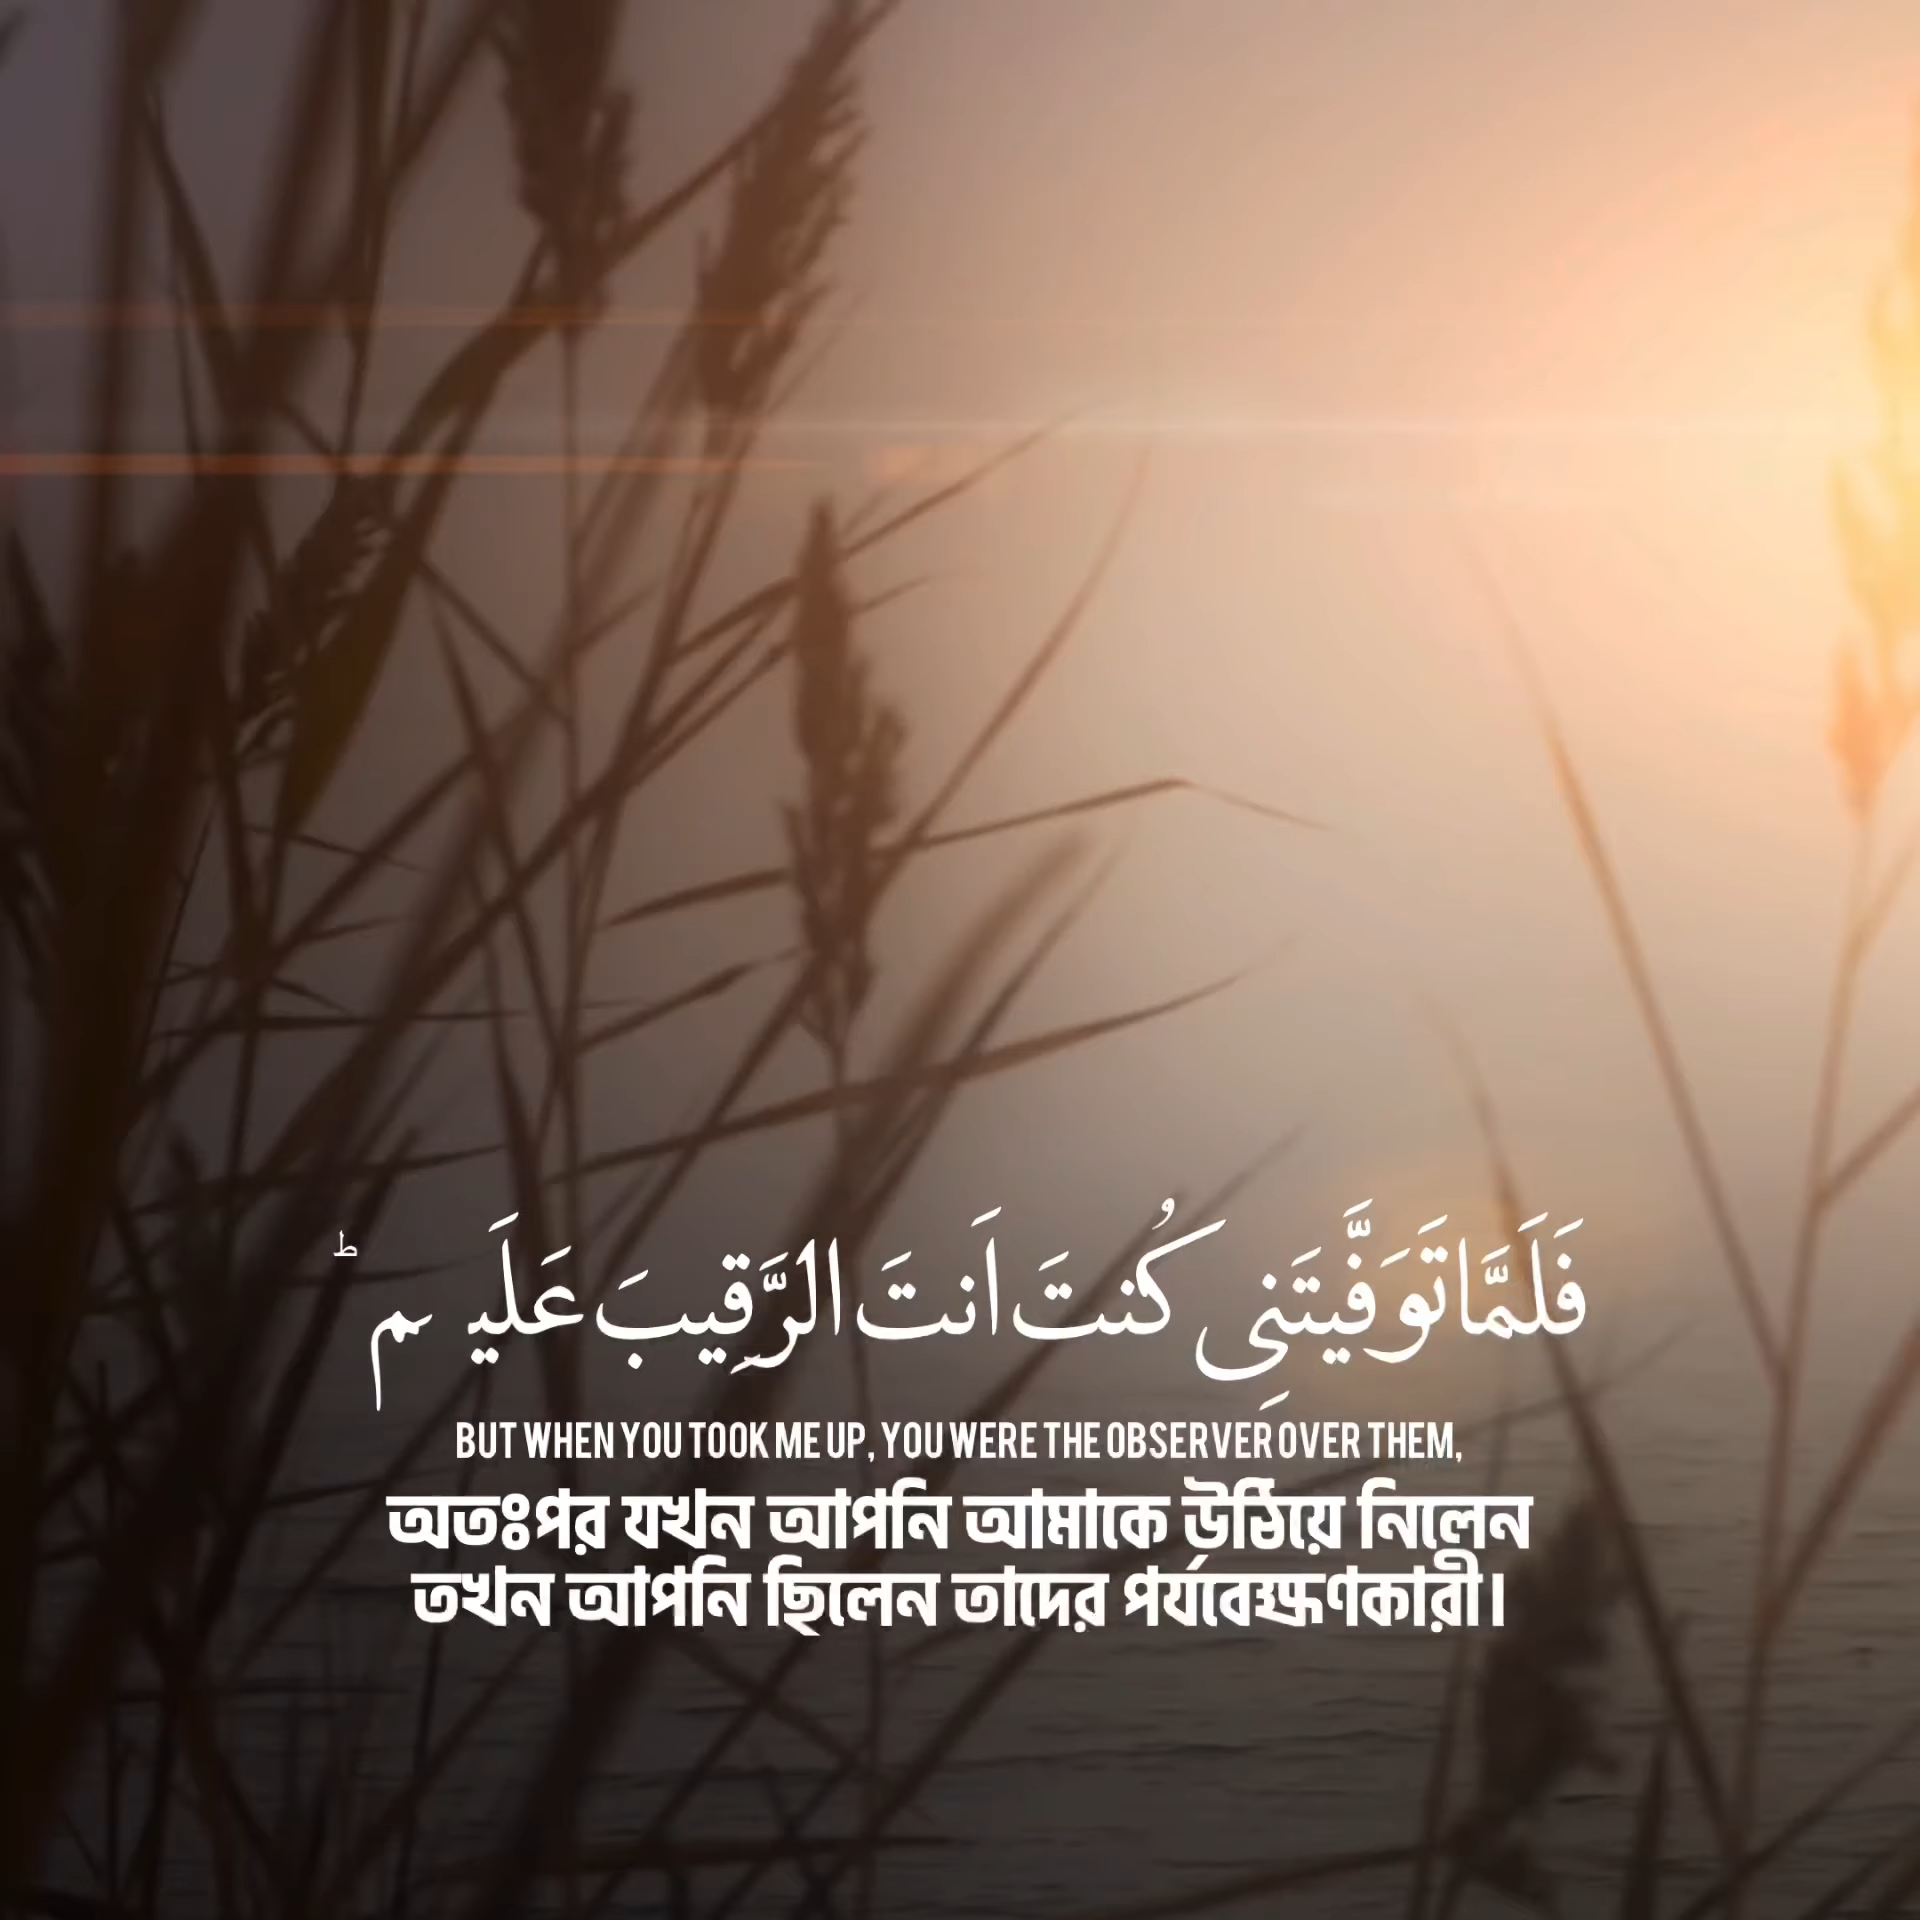 فَلَمَّا تَوَفَّيتَنِى كُنتَ اَنتَ الرَّقِيبَ عَلَي م ؕ
BUT WHEN YOU TOOK ME UP, YOU WERE THE OBSERVER OVER THEM,
অতঃপর যখন আপনি আমাকে উঠিয়ে নিলেন
তখন আপনি ছিলেন তাদের পর্যবেক্ষণকারী।